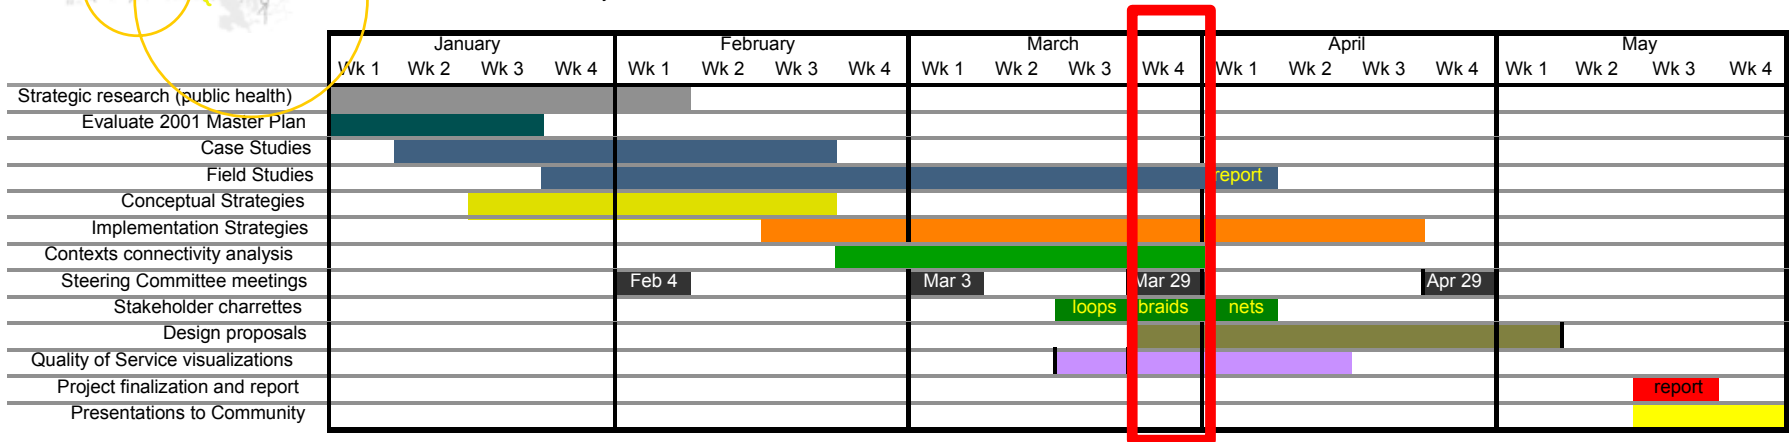 January February March April May
Wk 1 Wk 2 Wk 3 Wk 4 Wk 1 Wk 2 Wk 3 Wk 4 Wk 1 Wk 2 Wk 3 Wk 4 Wk 1 Wk 2 Wk 3 Wk 4 Wk 1 Wk 2 Wk 3 Wk 4
Strategic research (public health)
Evaluate 2001 Master Plan
Case Studies
Field Studies report
Conceptual Strategies
Implementation Strategies
Contexts connectivity analysis
Steering Committee meetings Feb 4 Mar 3 Mar 29 Apr 29
Stakeholder charrettes loops braids nets
Design proposals
Quality of Service visualizations
Project finalization and report report
Presentations to Community